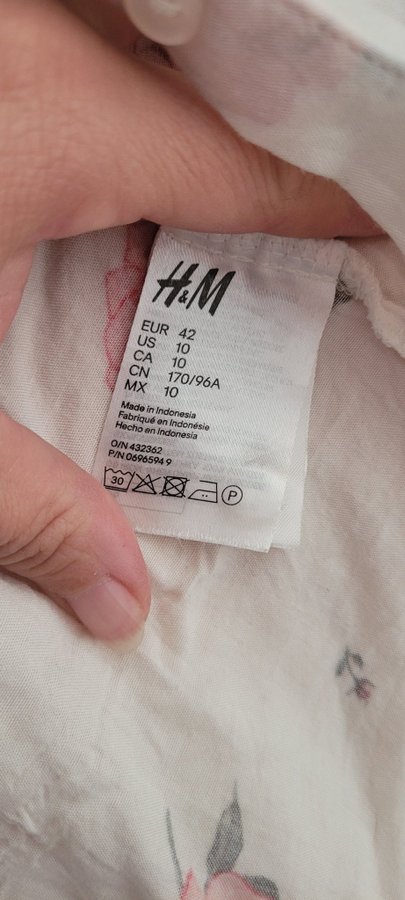 H&M
EUR 42
US 10
CA 10
CN 170/96A
MX 10
Made in Indonesia
Fabriqué en Indonésie
Hecho en Indonesia
O/N 432362
P/N 0696594 9
30 P